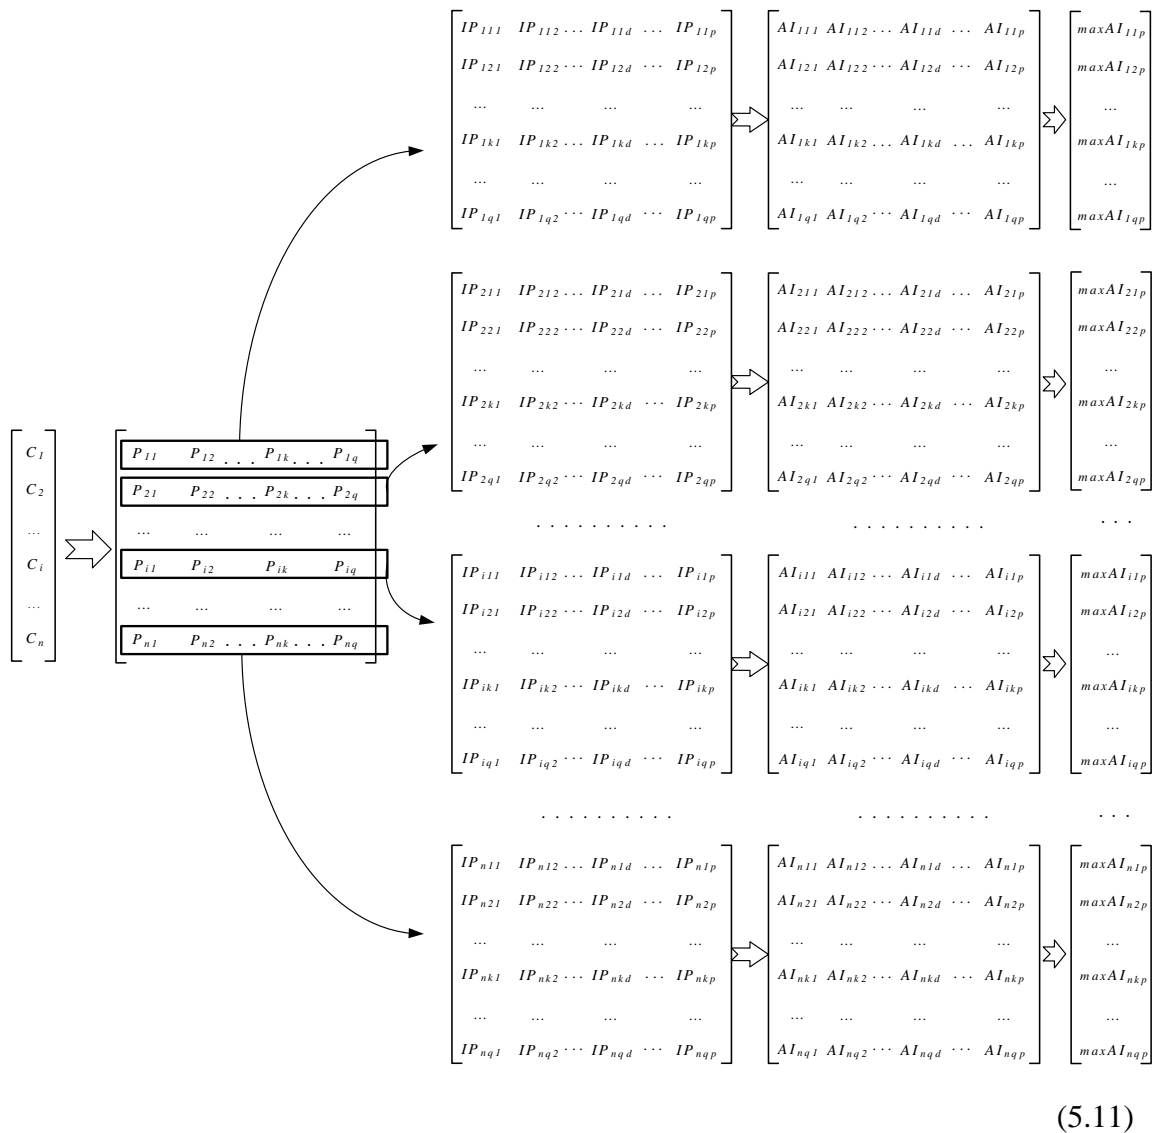 C₁ P₁₁ P₁₂ . . . P₁ₖ . . . P₁q
C₂ P₂₁ P₂₂ . . . P₂ₖ . . . P₂q
... ... ... ... ...
Cᵢ Pᵢ₁ Pᵢ₂ Pᵢₖ Pᵢq
... ... ... ... ...
Cₙ Pₙ₁ Pₙ₂ . . . Pₙₖ . . . Pₙq
IP₁₁₁ IP₁₁₂ ... IP₁₁d ... IP₁₁p AI₁₁₁ AI₁₁₂ ... AI₁₁d ... AI₁₁p maxAI₁₁p
IP₁₂₁ IP₁₂₂ ... IP₁₂d ... IP₁₂p AI₁₂₁ AI₁₂₂ ... AI₁₂d ... AI₁₂p maxAI₁₂p
... ... ... ... ... ... ... ... ...
IP₁ₖ₁ IP₁ₖ₂ ... IP₁ₖd ... IP₁ₖp AI₁ₖ₁ AI₁ₖ₂ ... AI₁ₖd ... AI₁ₖp maxAI₁ₖp
... ... ... ... ... ... ... ... ...
IP₁q₁ IP₁q₂ ... IP₁qd ... IP₁qp AI₁q₁ AI₁q₂ ... AI₁qd ... AI₁qp maxAI₁qp
IP₂₁₁ IP₂₁₂ ... IP₂₁d ... IP₂₁p AI₂₁₁ AI₂₁₂ ... AI₂₁d ... AI₂₁p maxAI₂₁p
IP₂₂₁ IP₂₂₂ ... IP₂₂d ... IP₂₂p AI₂₂₁ AI₂₂₂ ... AI₂₂d ... AI₂₂p maxAI₂₂p
... ... ... ... ... ... ... ... ...
IP₂ₖ₁ IP₂ₖ₂ ... IP₂ₖd ... IP₂ₖp AI₂ₖ₁ AI₂ₖ₂ ... AI₂ₖd ... AI₂ₖp maxAI₂ₖp
... ... ... ... ... ... ... ... ...
IP₂q₁ IP₂q₂ ... IP₂qd ... IP₂qp AI₂q₁ AI₂q₂ ... AI₂qd ... AI₂qp maxAI₂qp
. . . . . . . . . . . . . . . . . . . . . . .
IPᵢ₁₁ IPᵢ₁₂ ... IPᵢ₁d ... IPᵢ₁p AIᵢ₁₁ AIᵢ₁₂ ... AIᵢ₁d ... AIᵢ₁p maxAIᵢ₁p
IPᵢ₂₁ IPᵢ₂₂ ... IPᵢ₂d ... IPᵢ₂p AIᵢ₂₁ AIᵢ₂₂ ... AIᵢ₂d ... AIᵢ₂p maxAIᵢ₂p
... ... ... ... ... ... ... ... ...
IPᵢₖ₁ IPᵢₖ₂ ... IPᵢₖd ... IPᵢₖp AIᵢₖ₁ AIᵢₖ₂ ... AIᵢₖd ... AIᵢₖp maxAIᵢₖp
... ... ... ... ... ... ... ... ...
IPᵢq₁ IPᵢq₂ ... IPᵢqd ... IPᵢqp AIᵢq₁ AIᵢq₂ ... AIᵢqd ... AIᵢqp maxAIᵢqp
. . . . . . . . . . . . . . . . . . . . . . .
IPₙ₁₁ IPₙ₁₂ ... IPₙ₁d ... IPₙ₁p AIₙ₁₁ AIₙ₁₂ ... AIₙ₁d ... AIₙ₁p maxAIₙ₁p
IPₙ₂₁ IPₙ₂₂ ... IPₙ₂d ... IPₙ₂p AIₙ₂₁ AIₙ₂₂ ... AIₙ₂d ... AIₙ₂p maxAIₙ₂p
... ... ... ... ... ... ... ... ...
IPₙₖ₁ IPₙₖ₂ ... IPₙₖd ... IPₙₖp AIₙₖ₁ AIₙₖ₂ ... AIₙₖd ... AIₙₖp maxAIₙₖp
... ... ... ... ... ... ... ... ...
IPₙq₁ IPₙq₂ ... IPₙqd ... IPₙqp AIₙq₁ AIₙq₂ ... AIₙqd ... AIₙqp maxAIₙqp
(5.11)